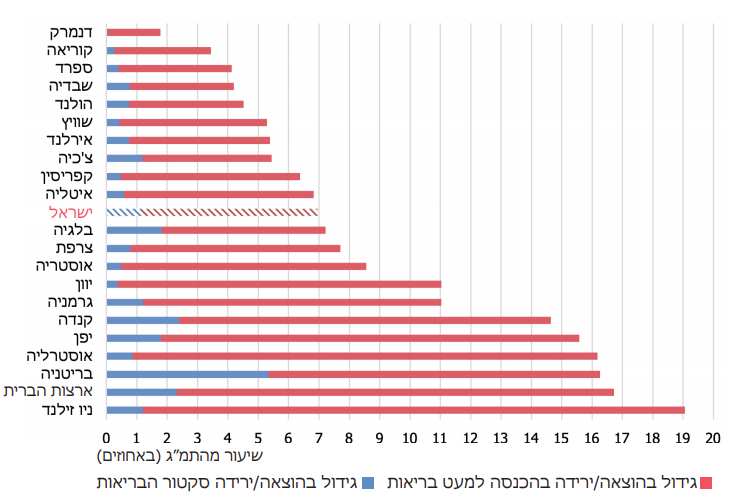 דנמרק
קוריאה
ספרד
שבדיה
הולנד
שוויץ
אירלנד
צ'כיה
קפריסין
איטליה
ישראל
בלגיה
צרפת
אוסטריה
יוון
גרמניה
קנדה
יפן
אוסטרליה
בריטניה
ארצות הברית
ניו זילנד
0 1 2 3 4 5 6 7 8 9 10 11 12 13 14 15 16 17 18 19 20
שיעור מהתמ"ג (באחוזים)
גידול בהוצאה/ירידה בהכנסה למעט בריאות גידול בהוצאה/ירידה סקטור הבריאות